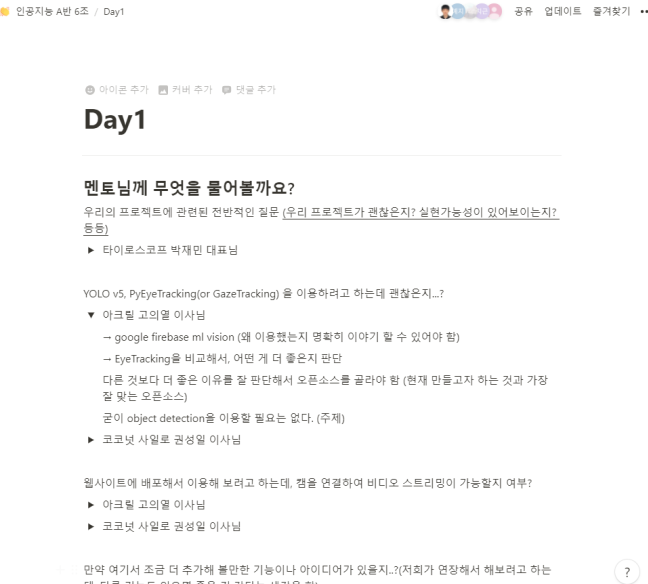 인공지능 A반 6조 / Day1
공유 업데이트 즐겨찾기
아이콘 추가 커버 추가 댓글 추가
Day1
멘토님께 무엇을 물어볼까요?
우리의 프로젝트에 관련된 전반적인 질문 (우리 프로젝트가 괜찮은지? 실현가능성이 있어보이는지?
등등)
타이로스코프 박재민 대표님
YOLO v5, PyEyeTracking(or GazeTracking) 을 이용하려고 하는데 괜찮은지...?
아크릴 고의열 이사님
→ google firebase ml vision (왜 이용했는지 명확히 이야기 할 수 있어야 함)
→ EyeTracking을 비교해서, 어떤 게 더 좋은지 판단
다른 것보다 더 좋은 이유를 잘 판단해서 오픈소스를 골라야 함 (현재 만들고자 하는 것과 가장
잘 맞는 오픈소스)
굳이 object detection을 이용할 필요는 없다. (주제)
코코넛 사일로 권성일 이사님
웹사이트에 배포해서 이용해 보려고 하는데, 캠을 연결하여 비디오 스트리밍이 가능할지 여부?
아크릴 고의열 이사님
코코넛 사일로 권성일 이사님
만약 여기서 조금 더 추가해 볼만한 기능이나 아이디어가 있을지..?(저희가 연장해서 해보려고 하는
?